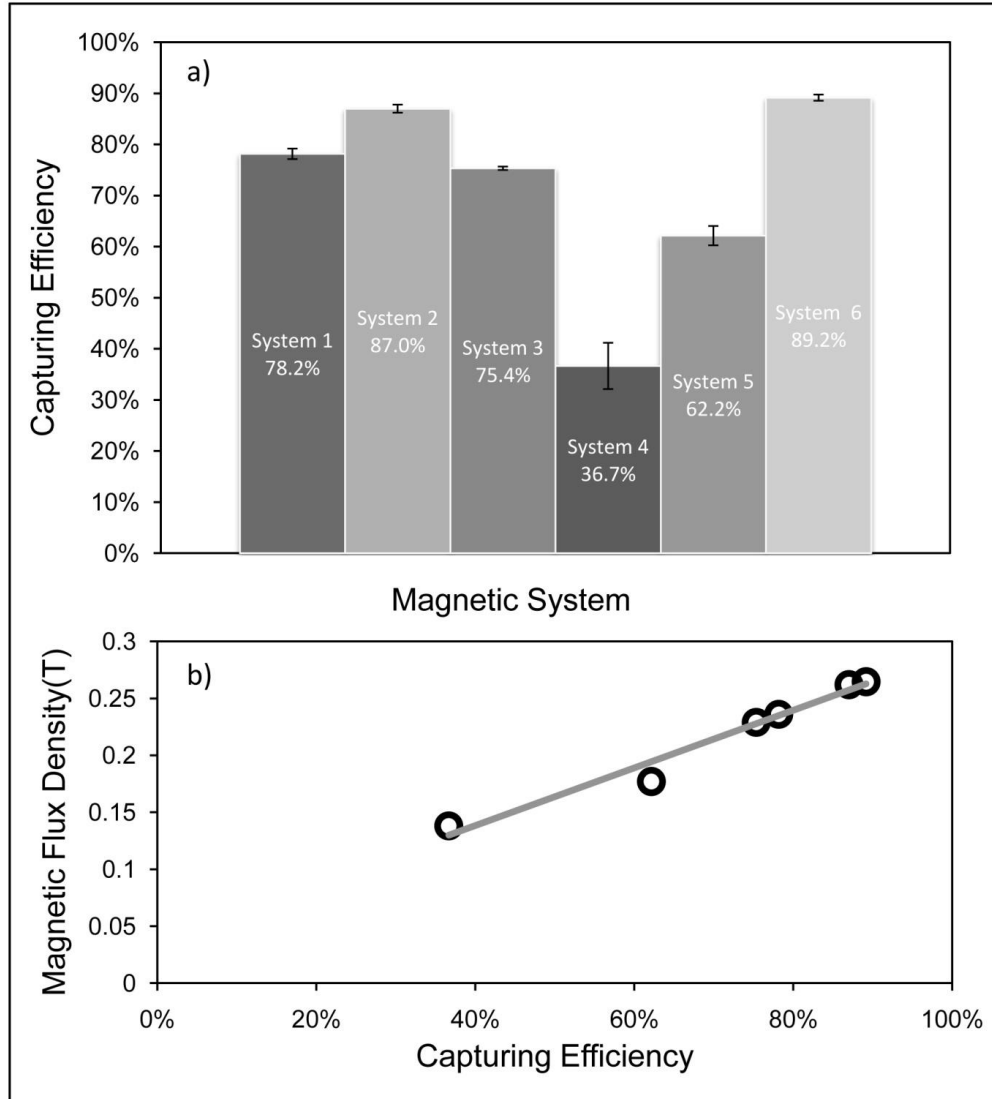 a)
Capturing Efficiency
100%
90%
80%
70%
60%
50%
40%
30%
20%
10%
0%
System 1
78.2%
System 2
87.0%
System 3
75.4%
System 4
36.7%
System 5
62.2%
System 6
89.2%
Magnetic System
b)
Magnetic Flux Density(T)
0.3
0.25
0.2
0.15
0.1
0.05
0
0%
20%
40%
60%
80%
100%
Capturing Efficiency